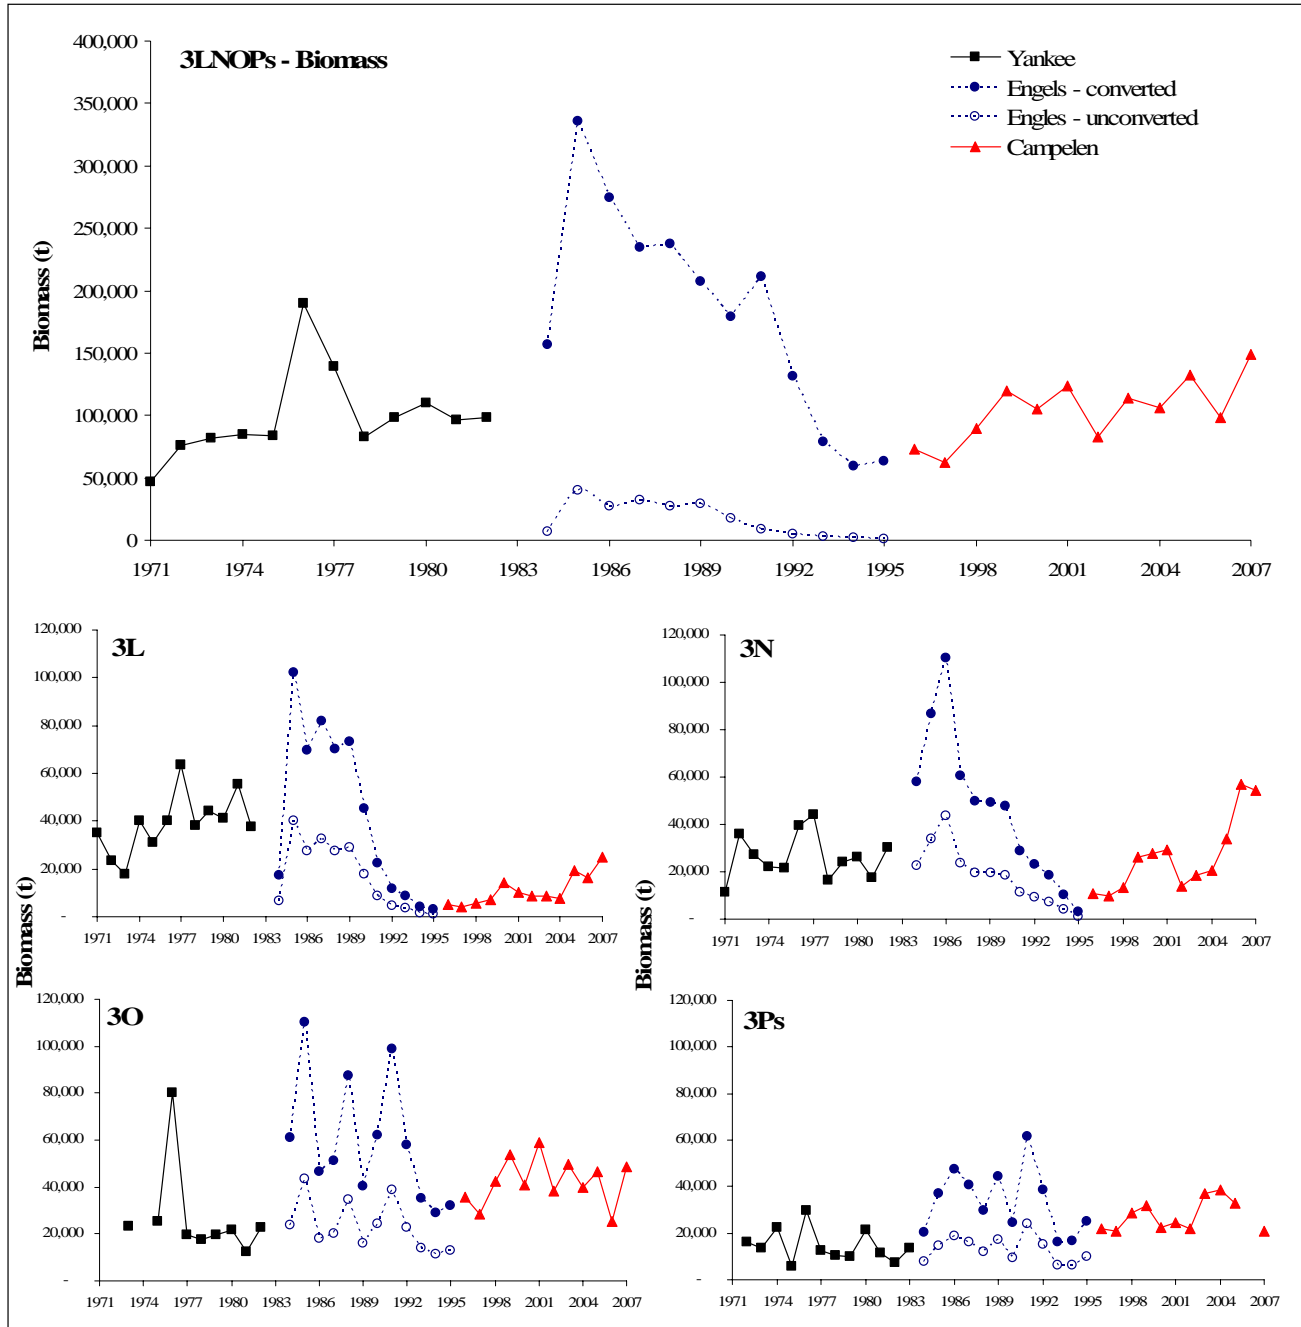 3LNOPs - Biomass
Yankee
Engels - converted
Engles - unconverted
Campelen
Biomass (t)
400,000
350,000
300,000
250,000
200,000
150,000
100,000
50,000
0
1971 1974 1977 1980 1983 1986 1989 1992 1995 1998 2001 2004 2007
3L
120,000
100,000
80,000
60,000
40,000
20,000
-
1971 1974 1977 1980 1983 1986 1989 1992 1995 1998 2001 2004 2007
3N
120,000
100,000
80,000
60,000
40,000
20,000
-
1971 1974 1977 1980 1983 1986 1989 1992 1995 1998 2001 2004 2007
Biomass (t)
Biomass (t)
3O
120,000
100,000
80,000
60,000
40,000
20,000
-
1971 1974 1977 1980 1983 1986 1989 1992 1995 1998 2001 2004 2007
3Ps
120,000
100,000
80,000
60,000
40,000
20,000
-
1971 1974 1977 1980 1983 1986 1989 1992 1995 1998 2001 2004 2007